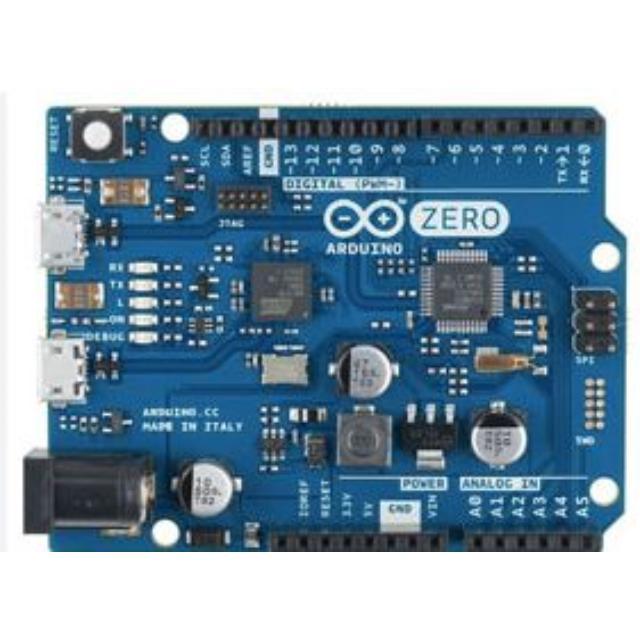 RESET
SCL
SDA
AREF
GND
~13
~12
~11
~10
~9
~8
~7
~6
~5
~4
~3
~2
TX→1
RX←0
DIGITAL (PWM~)
JTAG
ZERO
ARDUINO
RX
TX
L
ON
DEBUG
SPI
ARDUINO.CC
MADE IN ITALY
SWD
POWER
ANALOG IN
IOREF
RESET
3.3V
5V
GND
VIN
A0
A1
A2
A3
A4
A5